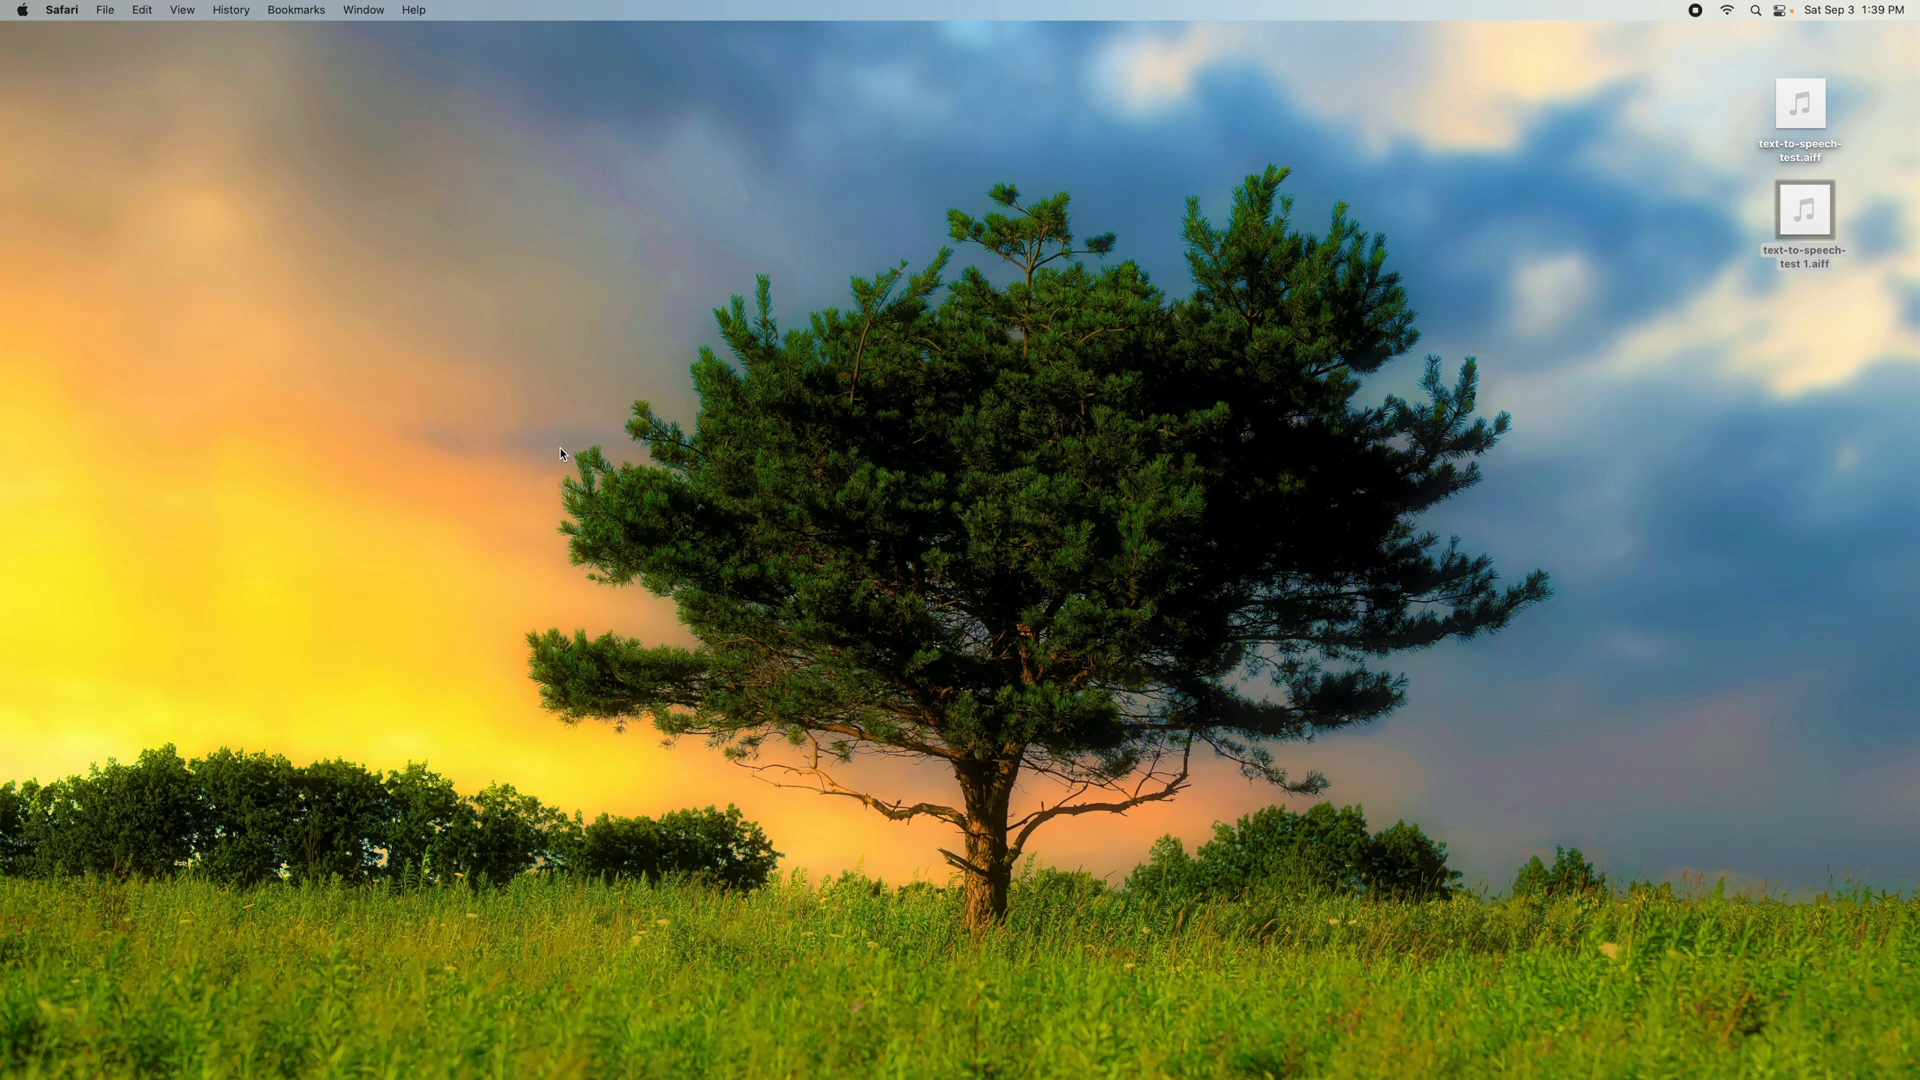 Safari File Edit View History Bookmarks Window Help Sat Sep 3 1:39 PM
text-to-speech-
test.aiff
text-to-speech-
test 1.aiff